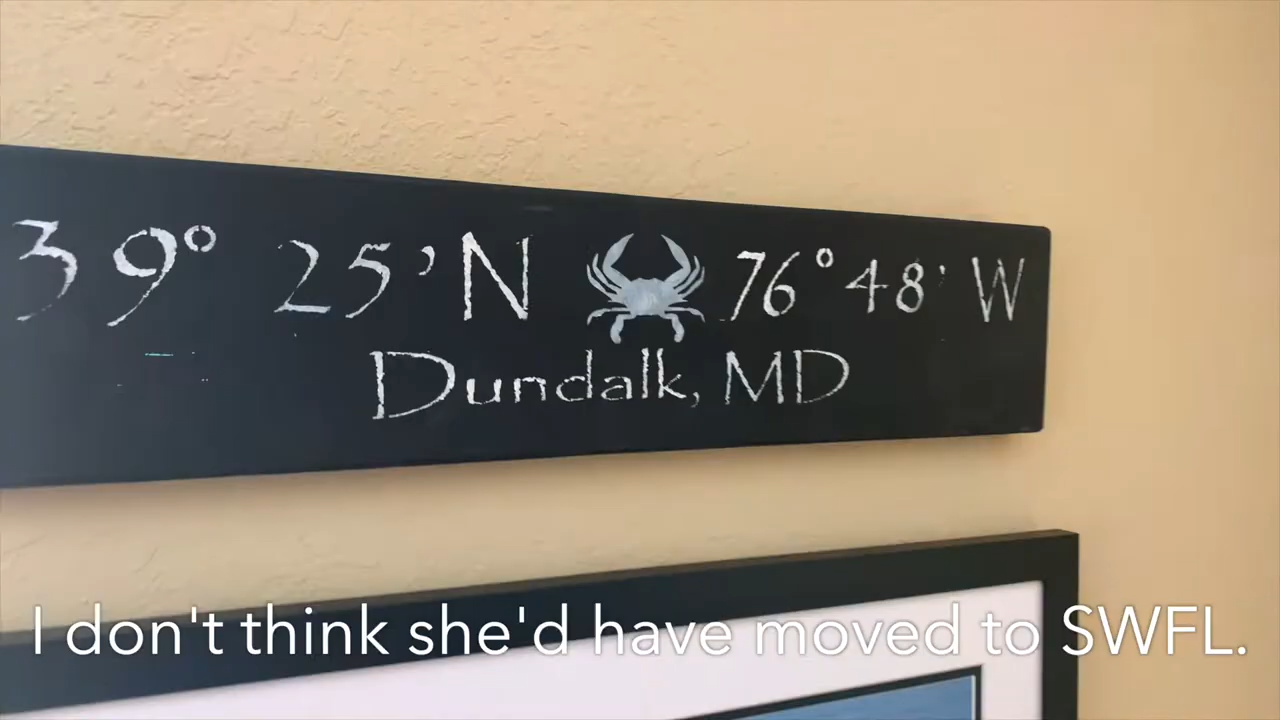 39° 25' N 76° 48' W
Dundalk, MD
I don't think she'd have moved to SWFL.